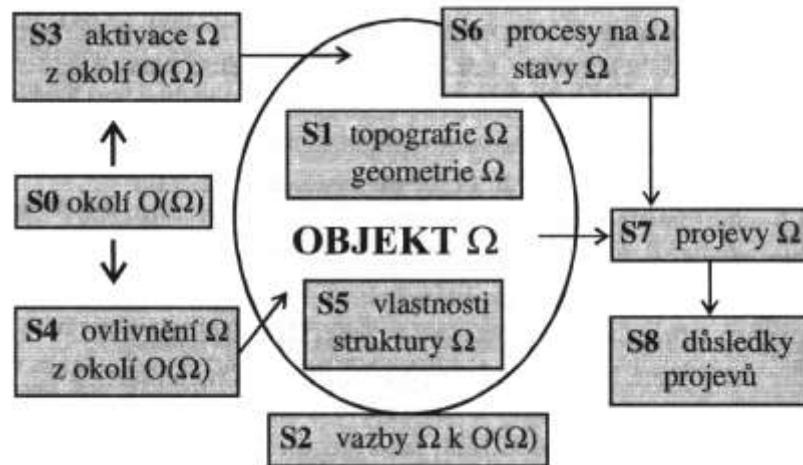 S3 aktivace Ω
z okolí O(Ω)
S6 procesy na Ω
stavy Ω
S1 topografie Ω
geometrie Ω
S0 okolí O(Ω)
OBJEKT Ω
S7 projevy Ω
S5 vlastnosti
struktury Ω
S4 ovlivnění Ω
z okolí O(Ω)
S8 důsledky
projevů
S2 vazby Ω k O(Ω)